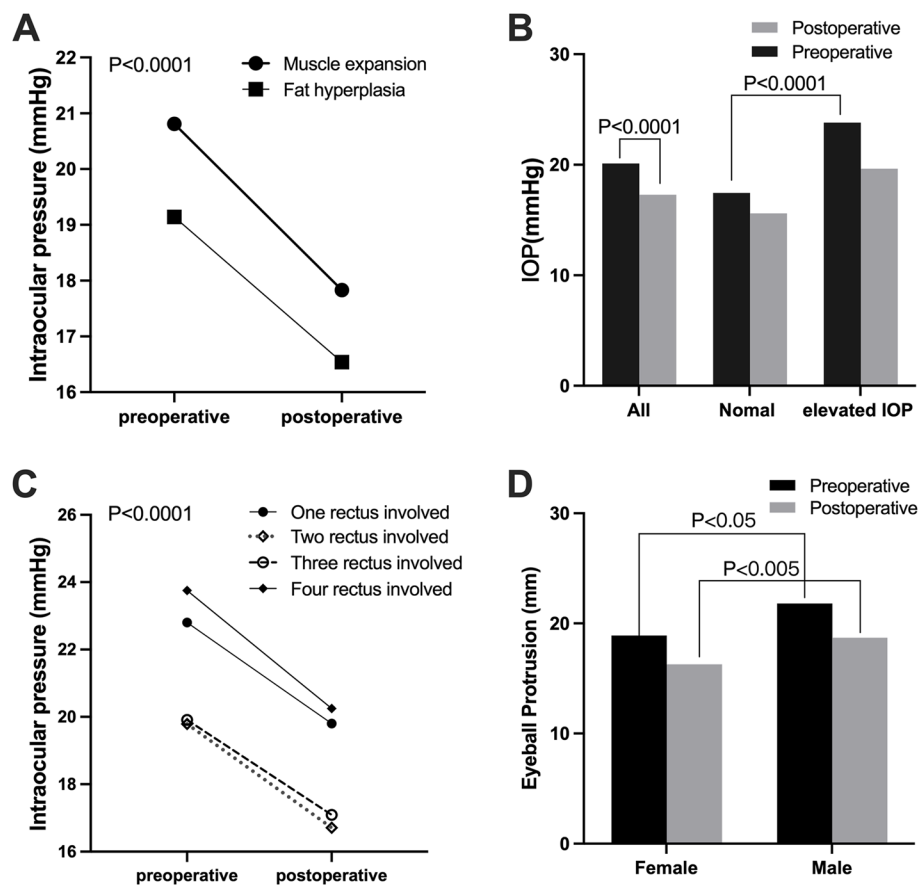 A
P<0.0001
Muscle expansion
Fat hyperplasia
Intraocular pressure (mmHg)
22
21
20
19
18
17
16
preoperative
postoperative
B
Postoperative
Preoperative
P<0.0001
P<0.0001
IOP(mmHg)
30
20
10
0
All
Nomal
elevated IOP
C
P<0.0001
One rectus involved
Two rectus involved
Three rectus involved
Four rectus involved
Intraocular pressure (mmHg)
26
24
22
20
18
16
preoperative
postoperative
D
Preoperative
Postoperative
P<0.05
P<0.005
Eyeball Protrusion (mm)
30
20
10
0
Female
Male